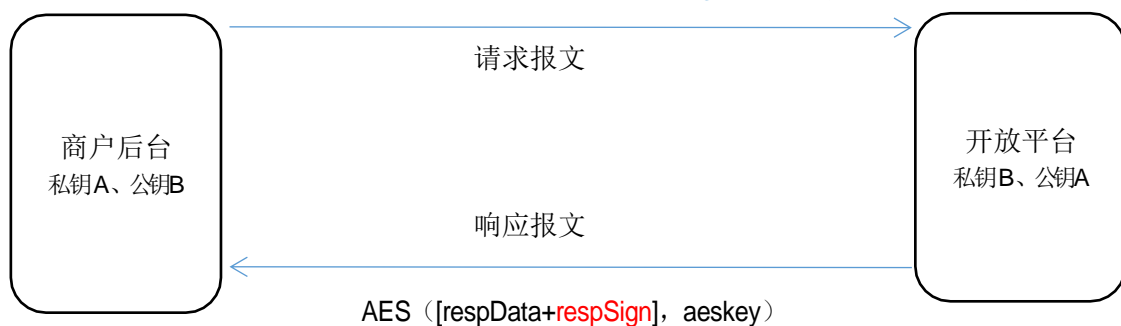 请求报文
商户后台
私钥A、公钥B
开放平台
私钥B、公钥A
响应报文
AES（[respData+respSign]，aeskey）